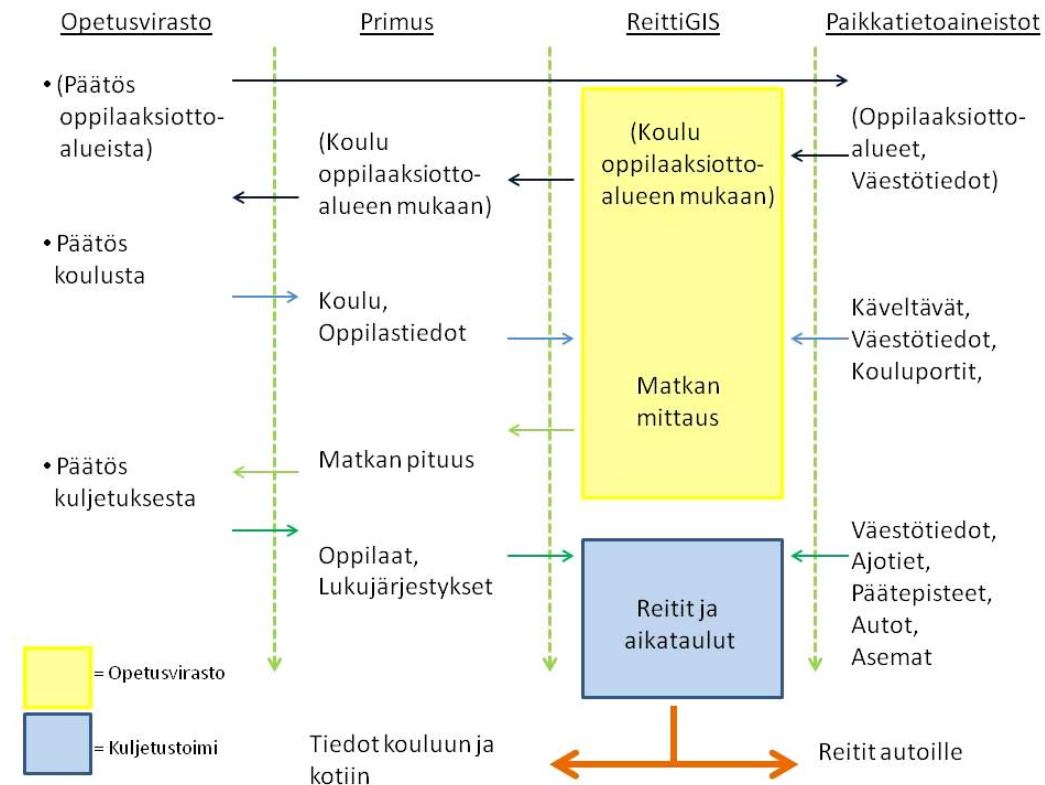 Opetusvirasto
Primus
ReittiGIS
Paikkatietoaineistot
• (Päätös
oppilaaksiotto-
alueista)
(Koulu
oppilaaksiotto-
alueen mukaan)
(Koulu
oppilaaksiotto-
alueen mukaan)
(Oppilaaksiotto-
alueet,
Väestötiedot)
• Päätös
koulusta
Koulu,
Oppilastiedot
Matkan
mittaus
Käveltävät,
Väestötiedot,
Kouluportit,
• Päätös
kuljetuksesta
Matkan pituus
Oppilaat,
Lukujärjestykset
Reitit ja
aikataulut
Väestötiedot,
Ajotiet,
Päätepisteet,
Autot,
Asemat
= Opetusvirasto
= Kuljetustoimi
Tiedot kouluun ja
kotiin
Reitit autoille